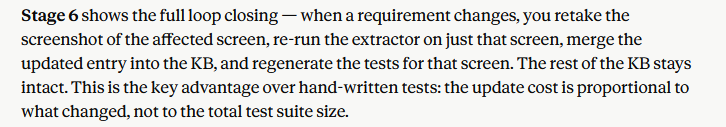 Stage 6 shows the full loop closing — when a requirement changes, you retake the
screenshot of the affected screen, re-run the extractor on just that screen, merge the
updated entry into the KB, and regenerate the tests for that screen. The rest of the KB stays
intact. This is the key advantage over hand-written tests: the update cost is proportional to
what changed, not to the total test suite size.